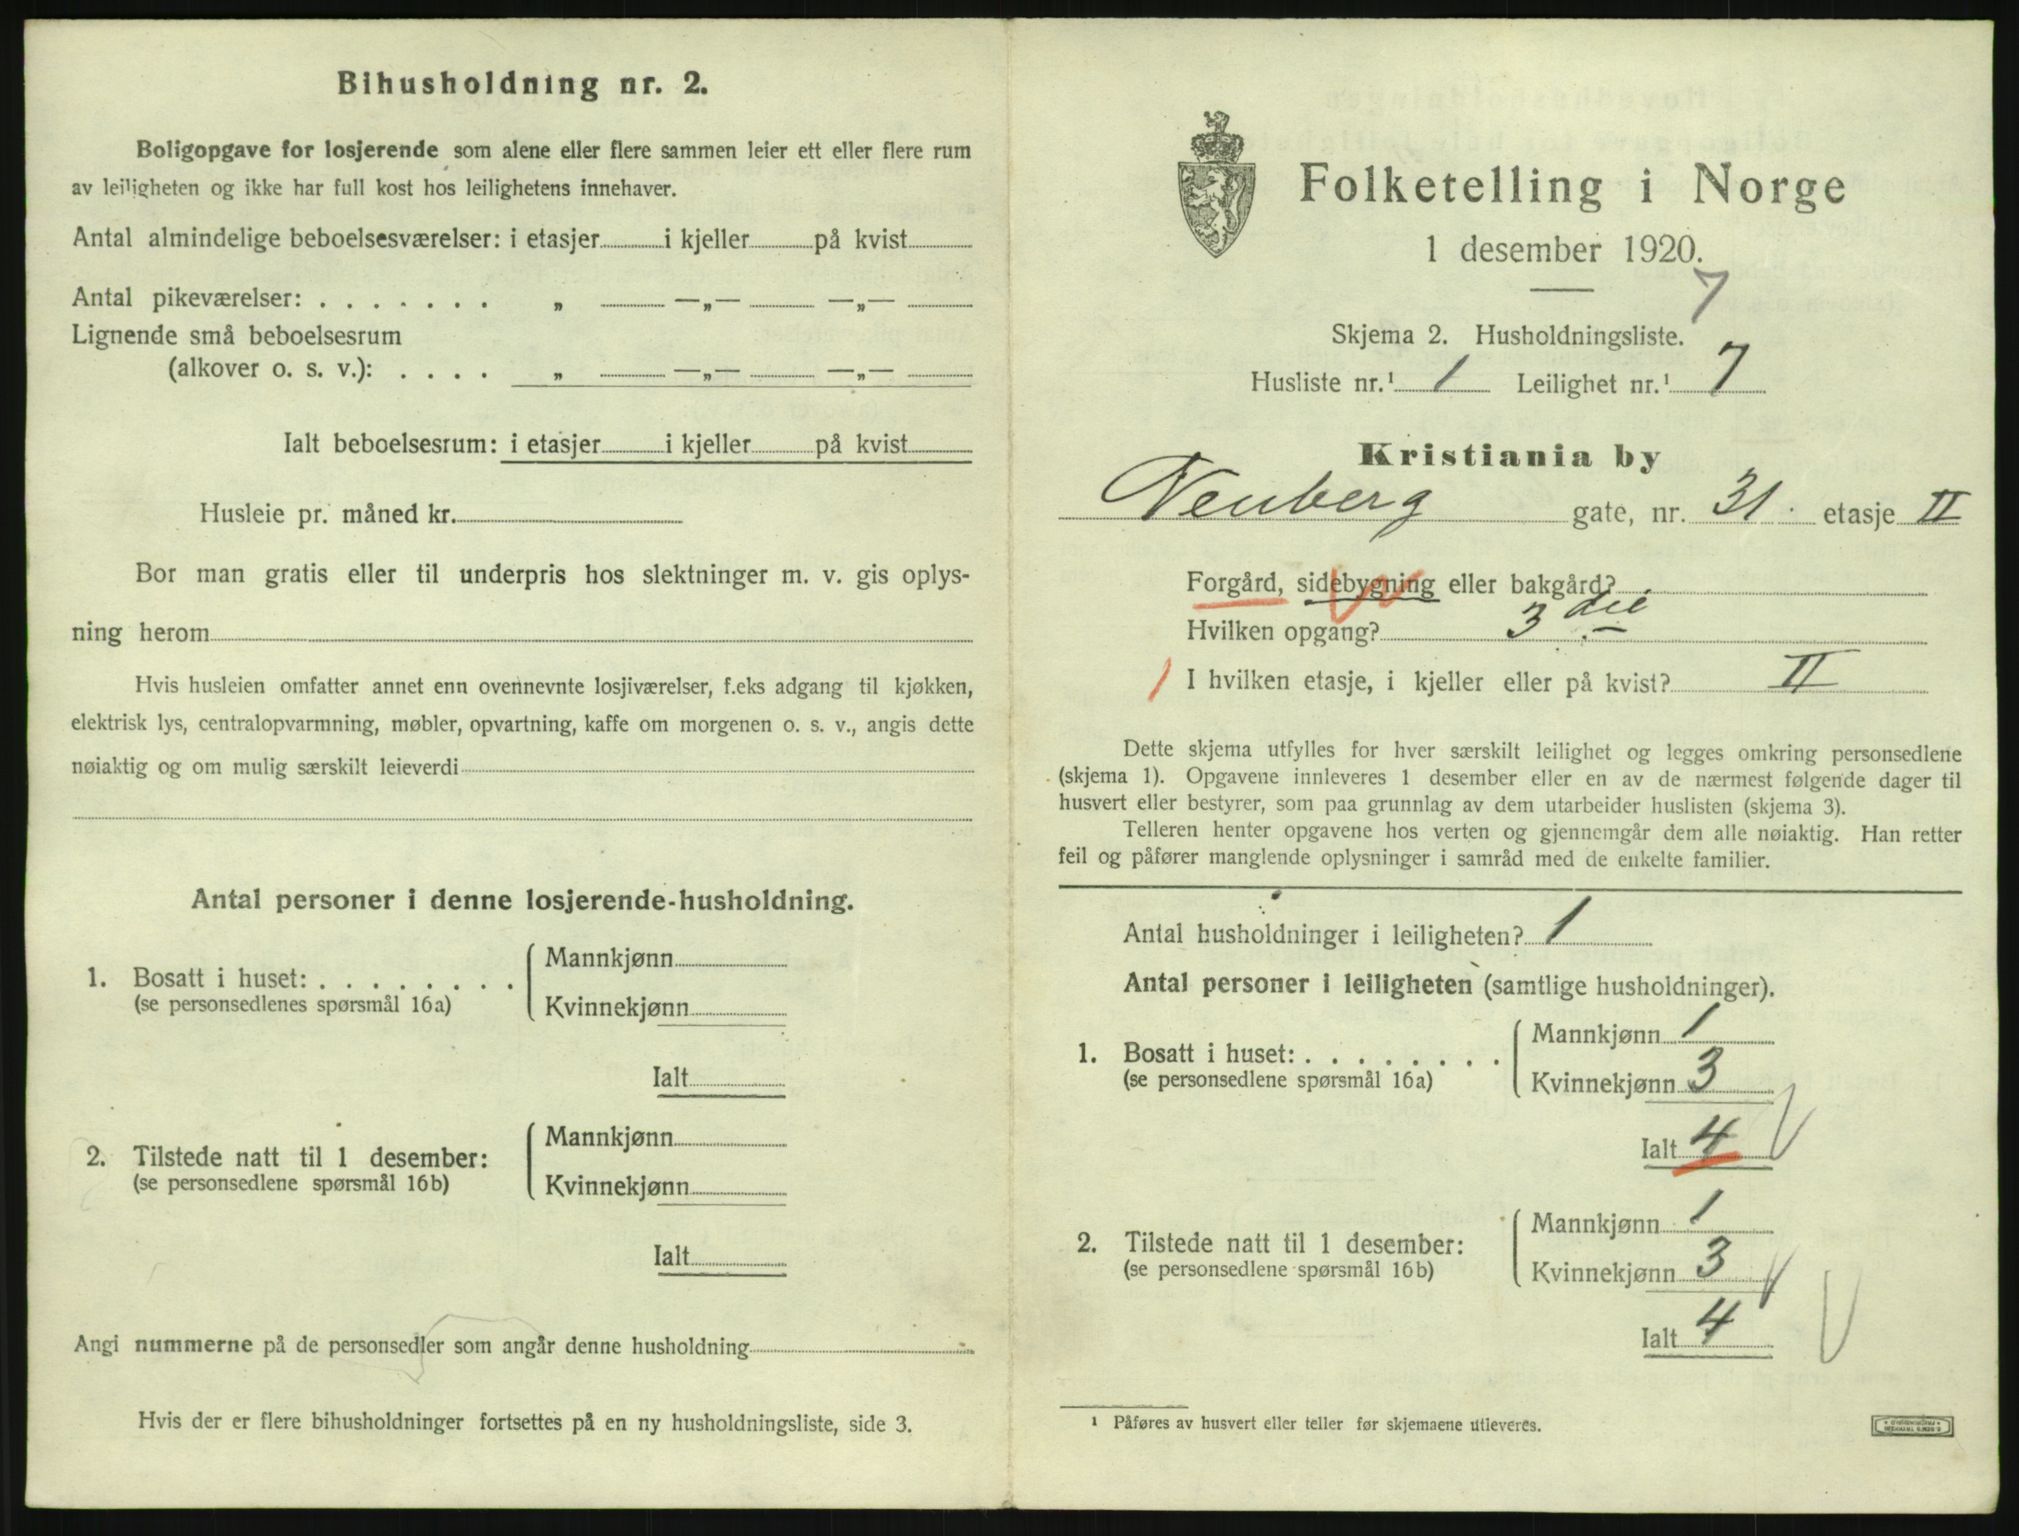 Bihusholdning nr. 2.
Boligopgave for losjerende som alene eller flere sammen leier ett eller flere rum
av leiligheten og ikke har full kost hos leilighetens innehaver.
Antal almindelige beboelsesværelser: i etasjer i kjeller på kvist
Antal pikeværelser: . . . . . . . „ —„— —„—
Lignende små beboelsesrum
(alkover o. s. v.): . . . . „ —„— —„—
Ialt beboelsesrum: i etasjer i kjeller på kvist
Husleie pr. måned kr.
Bor man gratis eller til underpris hos slektninger m. v. gis oplys-
ning herom
Hvis husleien omfatter annet enn ovennevnte losjiværelser, f.eks adgang til kjøkken,
elektrisk lys, centralopvarmning, møbler, opvartning, kaffe om morgenen o. s. v., angis dette
nøiaktig og om mulig særskilt leieverdi
Antal personer i denne losjerende-husholdning.
1. Bosatt i huset: . . . . . . . .
(se personsedlenes spørsmål 16a)
Mannkjønn
Kvinnekjønn
Ialt
2. Tilstede natt til 1 desember:
(se personsedlene spørsmål 16b)
Mannkjønn
Kvinnekjønn
Ialt
Angi nummerne på de personsedler som angår denne husholdning
Hvis der er flere bihusholdninger fortsettes på en ny husholdningsliste, side 3.
Folketelling i Norge
1 desember 1920.
7
Skjema 2. Husholdningsliste.
Husliste nr.¹ 1 Leilighet nr.¹ 7
Kristiania by
Neuberg gate, nr. 31. etasje II
Forgård, sidebygning eller bakgård?
Hvilken opgang? 3 die
I hvilken etasje, i kjeller eller på kvist? II
Dette skjema utfylles for hver særskilt leilighet og legges omkring personsedlene
(skjema 1). Opgavene innleveres 1 desember eller en av de nærmest følgende dager til
husvert eller bestyrer, som paa grunnlag av dem utarbeider huslisten (skjema 3).
Telleren henter opgavene hos verten og gjennemgår dem alle nøiaktig. Han retter
feil og påfører manglende oplysninger i samråd med de enkelte familier.
Antal husholdninger i leiligheten? 1
Antal personer i leiligheten (samtlige husholdninger).
1. Bosatt i huset: . . . . . . . .
(se personsedlene spørsmål 16a)
Mannkjønn 1
Kvinnekjønn 3
Ialt 4
2. Tilstede natt til 1 desember:
(se personsedlene spørsmål 16b)
Mannkjønn 1
Kvinnekjønn 3
Ialt 4
¹ Påføres av husvert eller teller før skjemaene utleveres.